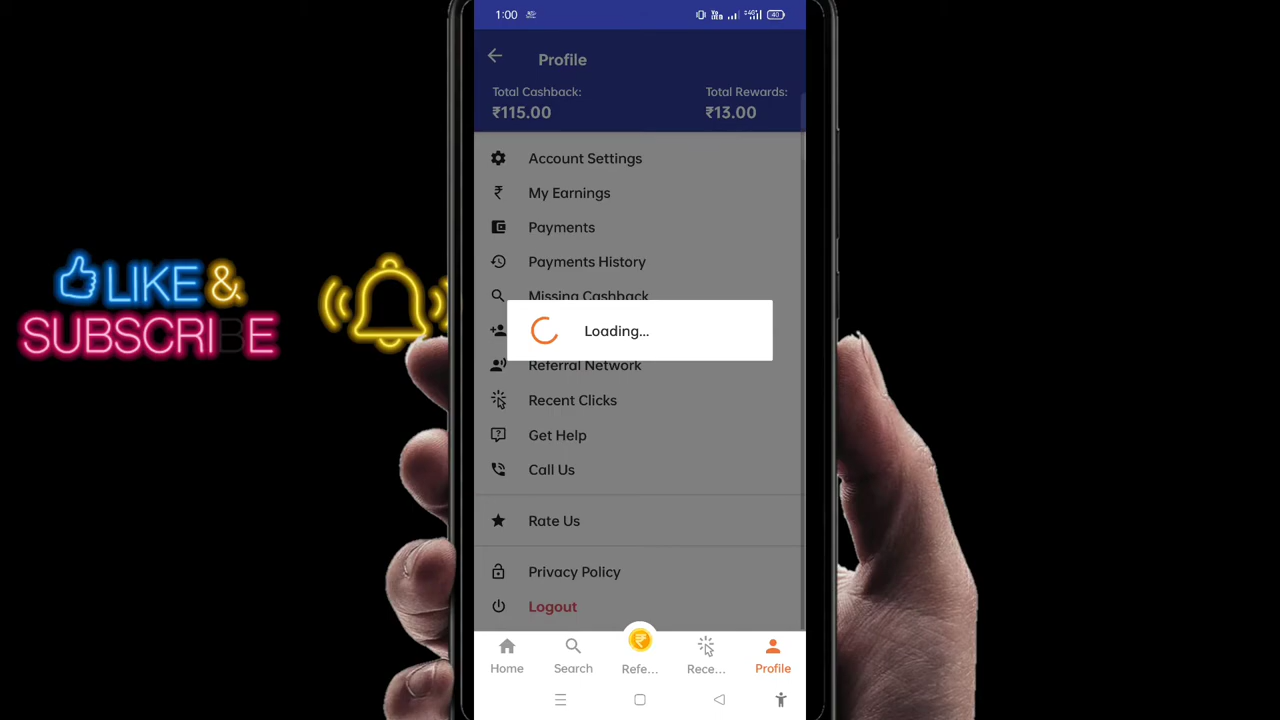 1:00
40
Profile
Total Cashback:
Total Rewards:
₹115.00
₹13.00
Account Settings
My Earnings
Payments
Payments History
Missing Cashback
Loading...
Referral Network
Recent Clicks
Get Help
Call Us
Rate Us
Privacy Policy
Logout
Home
Search
Refe...
Rece...
Profile
LIKE &
SUBSCRIBE